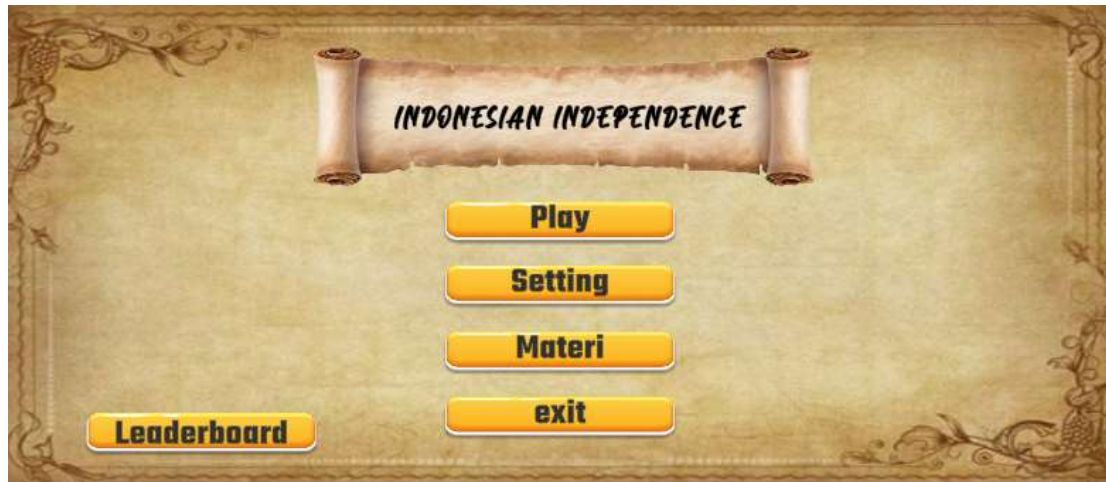 INDONESIAN INDEPENDENCE
Play
Setting
Materi
exit
Leaderboard